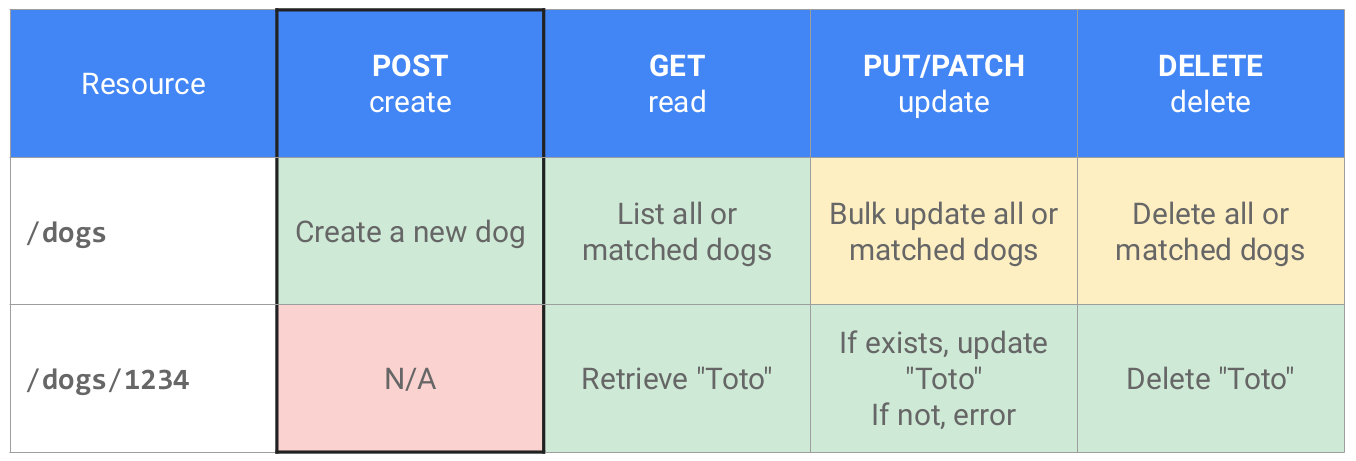 Resource
POST
create
GET
read
PUT/PATCH
update
DELETE
delete
/dogs
Create a new dog
List all or
matched dogs
Bulk update all or
matched dogs
Delete all or
matched dogs
/dogs/1234
N/A
Retrieve "Toto"
If exists, update
"Toto"
If not, error
Delete "Toto"